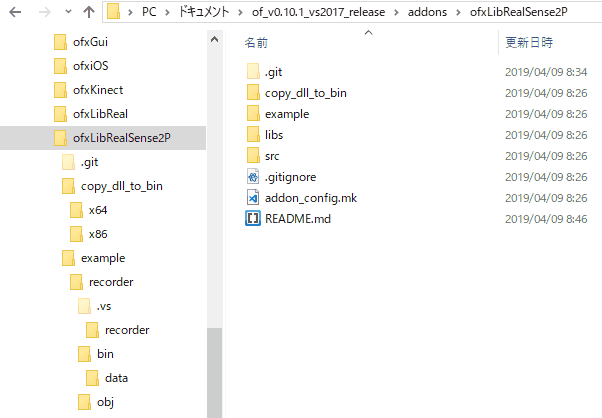 PC > ドキュメント > of_v0.10.1_vs2017_release > addons > ofxLibRealSense2P
ofxGui
ofxiOS
ofxKinect
ofxLibReal
ofxLibRealSense2P
.git
copy_dll_to_bin
x64
x86
example
recorder
.vs
recorder
bin
data
obj
名前 更新日時
.git 2019/04/09 8:34
copy_dll_to_bin 2019/04/09 8:26
example 2019/04/09 8:26
libs 2019/04/09 8:26
src 2019/04/09 8:26
.gitignore 2019/04/09 8:26
addon_config.mk 2019/04/09 8:26
README.md 2019/04/09 8:46